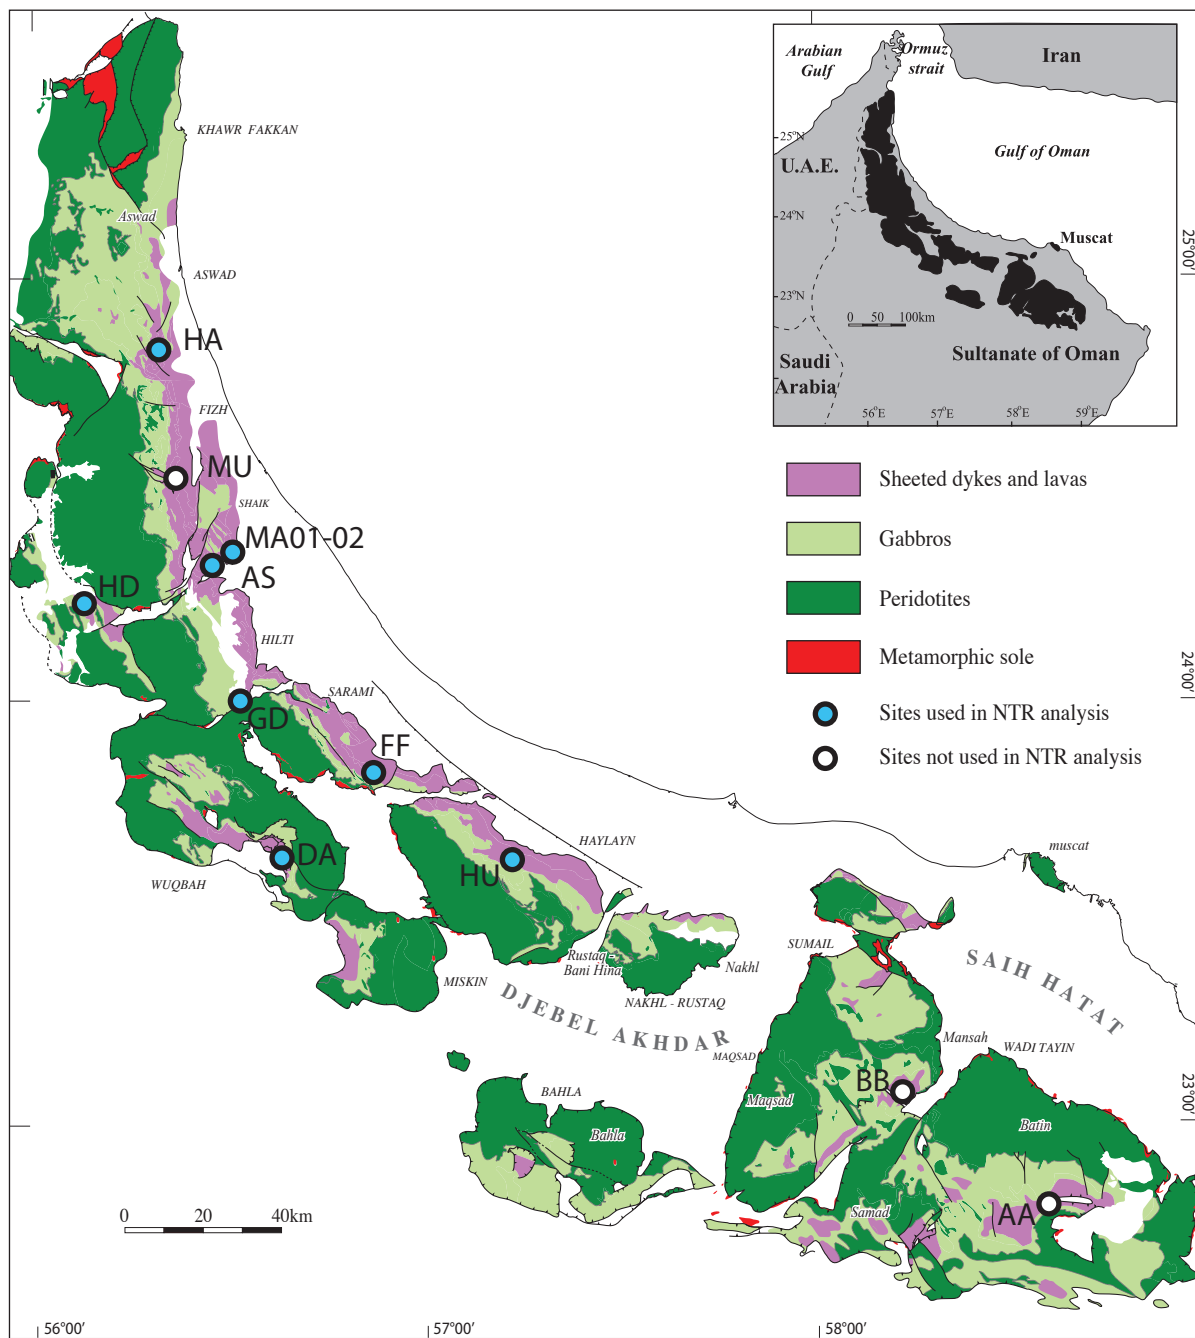 Arabian
Gulf
Ormuz
strait
Iran
25°N
U.A.E.
Gulf of Oman
24°N
Muscat
23°N
0 50 100km
Saudi
Arabia
Sultanate of Oman
56°E
57°E
58°E
59°E
KHAWR FAKKAN
Aswad
ASWAD
25°00'
HA
FIZH
MU
SHAIK
MA01-02
AS
HD
HILTI
SARAMI
GD
FF
24°00'
Sheeted dykes and lavas
Gabbros
Peridotites
Metamorphic sole
Sites used in NTR analysis
Sites not used in NTR analysis
HAYLAYN
DA
HU
WUQBAH
muscat
SUMAIL
SAIH HATAT
Rustaq -
Bani Hina
Nakhl
MISKIN
NAKHL - RUSTAQ
DJEBEL AKHDAR
MAQSAD
Mansah
WADI TAYIN
BB
BAHLA
Maqsad
Bahla
Batin
23°00'
Samad
AA
0 20 40km
56°00'
57°00'
58°00'